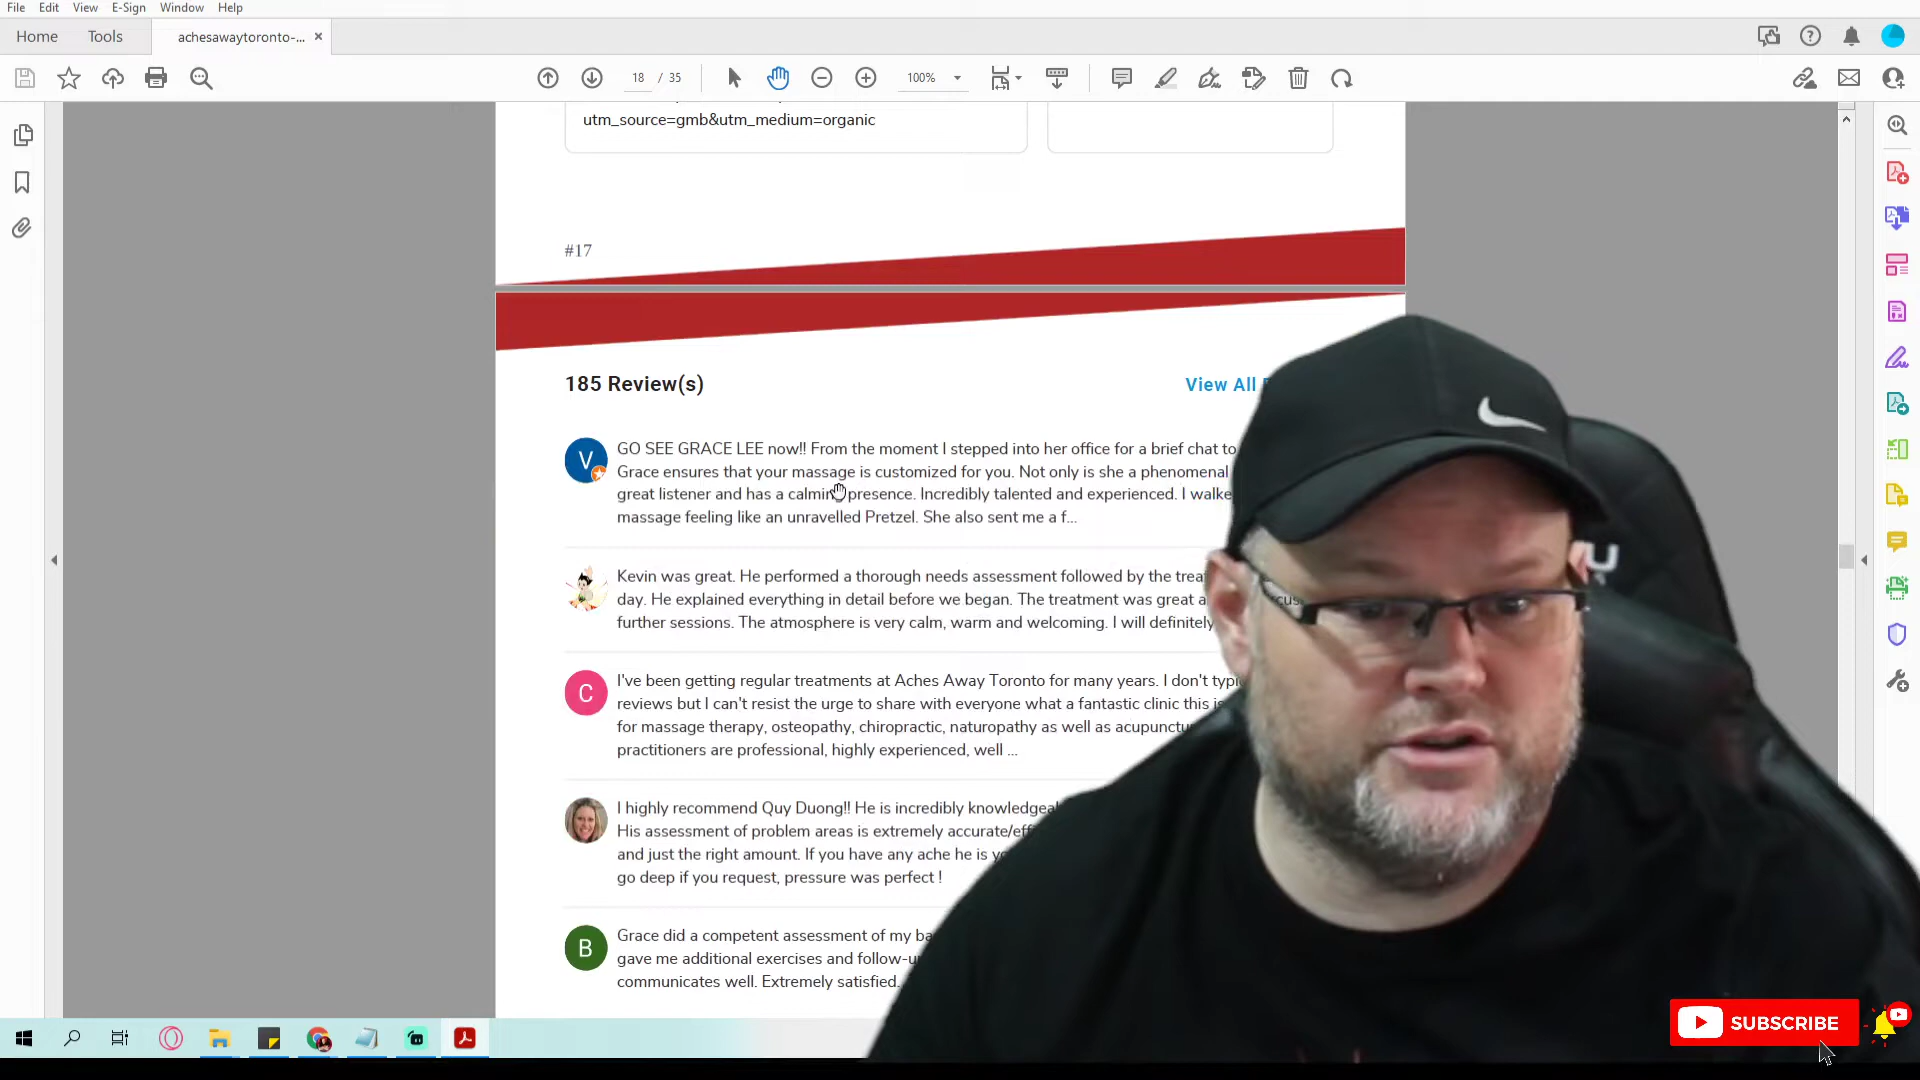 File Edit View E-Sign Window Help
Home Tools achesawaytoronto-... ×
18 / 35 100%
utm_source=gmb&utm_medium=organic
#17
185 Review(s) View All
V GO SEE GRACE LEE now!! From the moment I stepped into her office for a brief chat to
Grace ensures that your massage is customized for you. Not only is she a phenomenal
great listener and has a calming presence. Incredibly talented and experienced. I
massage feeling like an unravelled Pretzel. She also sent me a f...
Kevin was great. He performed a thorough needs assessment followed by the
day. He explained everything in detail before we began. The treatment was great
further sessions. The atmosphere is very calm, warm and welcoming. I will definitely
C I've been getting regular treatments at Aches Away Toronto for many years. I don't
reviews but I can't resist the urge to share with everyone what a fantastic clinic this
for massage therapy, osteopathy, chiropractic, naturopathy as well as
practitioners are professional, highly experienced, well ...
I highly recommend Quy Duong!! He is incredibly
His assessment of problem areas is extremely
and just the right amount. If you have any ache he is
go deep if you request, pressure was perfect !
B Grace did a competent assessment of my
gave me additional exercises and
communicates well. Extremely satisfied.
SUBSCRIBE